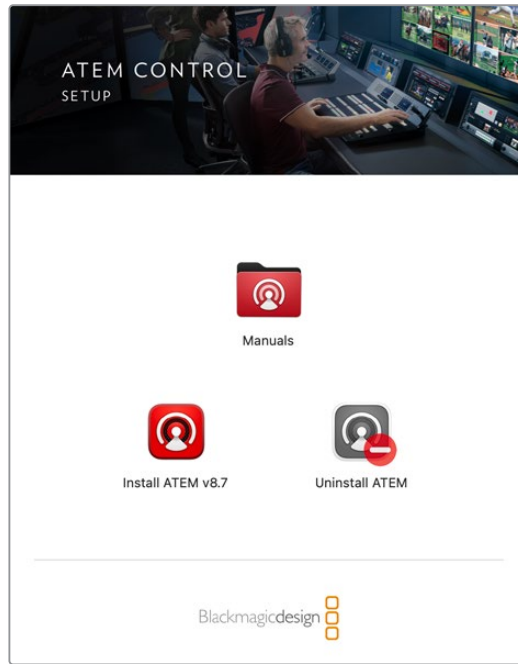 ATEM CONTROL
SETUP
Manuals
Install ATEM v8.7
Uninstall ATEM
Blackmagicdesign